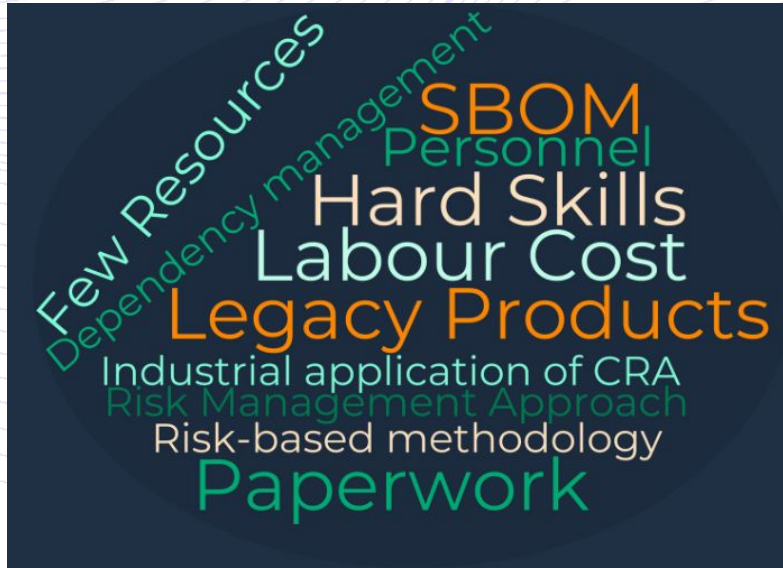 Few Resources
Dependency management
SBOM
Personnel
Hard Skills
Labour Cost
Legacy Products
Industrial application of CRA
Risk Management Approach
Risk-based methodology
Paperwork